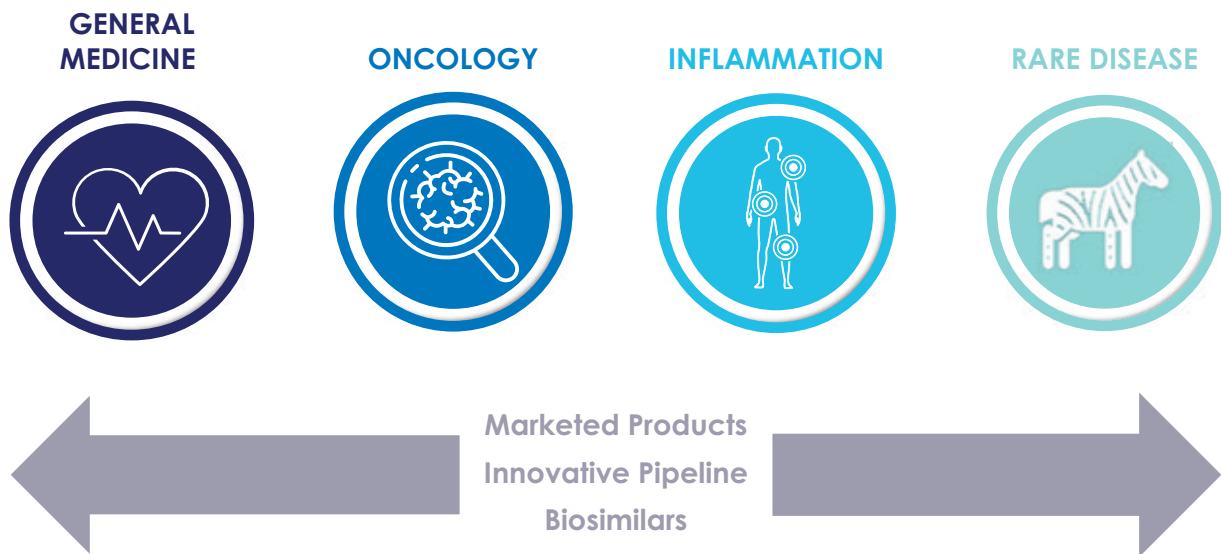 GENERAL
MEDICINE
ONCOLOGY
INFLAMMATION
RARE DISEASE
Marketed Products
Innovative Pipeline
Biosimilars